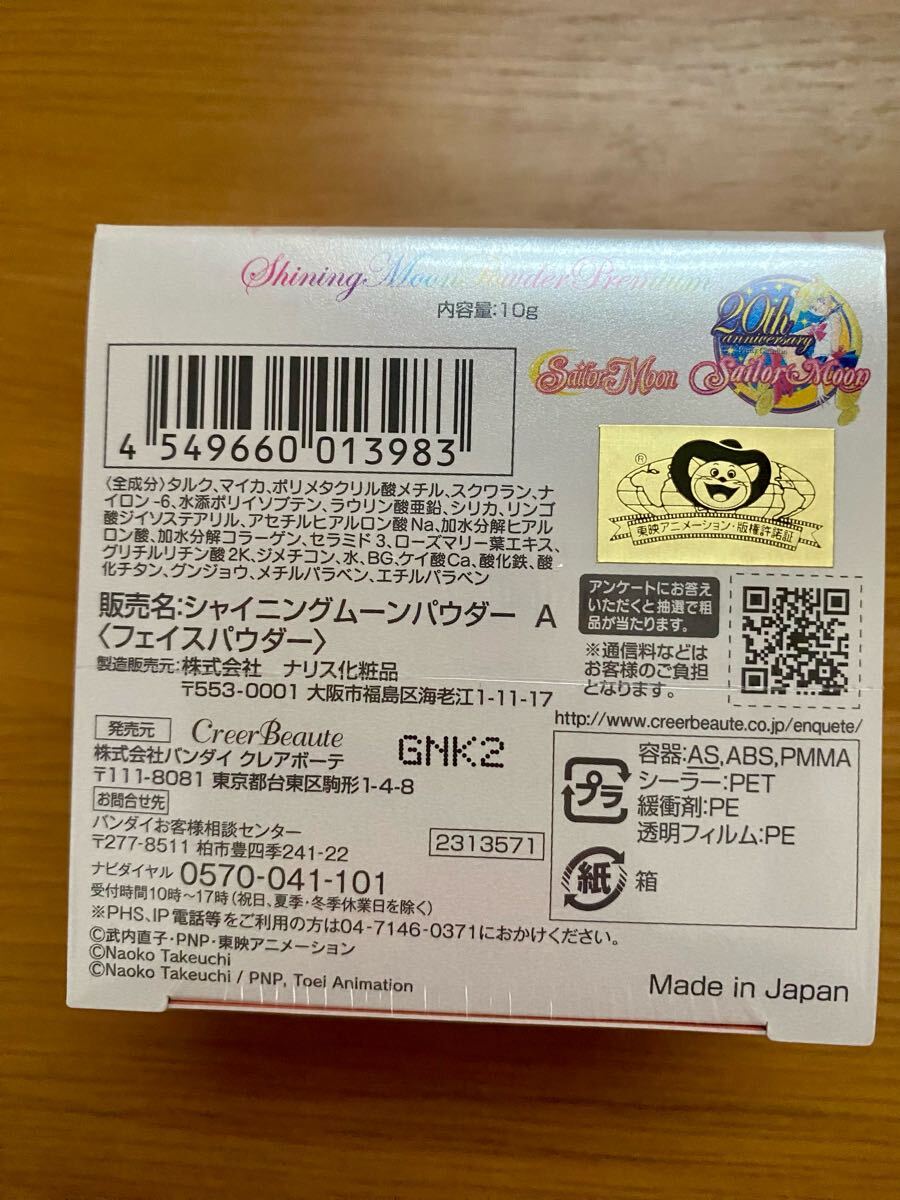 Shining Moon Powder Premium
内容量:10g
20th
anniversary
Sailor Moon
Sailor Moon
4 549660 013983
〈全成分〉タルク、マイカ、ポリメタクリル酸メチル、スクワラン、ナ
イロン-6、水添ポリイソブテン、ラウリン酸亜鉛、シリカ、リンゴ
酸ジイソステアリル、アセチルヒアルロン酸Na、加水分解ヒアル
ロン酸、加水分解コラーゲン、セラミド3、ローズマリー葉エキス、
グリチルリチン酸2K、ジメチコン、水、BG、ケイ酸Ca、酸化鉄、酸
化チタン、グンジョウ、メチルパラベン、エチルパラベン
®
東映アニメーション・版権許諾証
販売名:シャイニングムーンパウダー A
〈フェイスパウダー〉
製造販売元:株式会社 ナリス化粧品
〒553-0001 大阪市福島区海老江1-11-17
アンケートにお答え
いただくと抽選で粗
品が当たります。
※通信料などは
お客様のご負担
となります。
http://www.creerbeaute.co.jp/enquete/
発売元 CreerBeaute
株式会社バンダイ クレアボーテ
〒111-8081 東京都台東区駒形1-4-8
GNK2
お問合せ先
バンダイお客様相談センター
〒277-8511 柏市豊四季241-22
2313571
ナビダイヤル 0570-041-101
受付時間10時〜17時(祝日、夏季・冬季休業日を除く)
※PHS、IP電話等をご利用の方は04-7146-0371におかけください。
プラ
容器:AS,ABS,PMMA
シーラー:PET
緩衝剤:PE
透明フィルム:PE
紙 箱
©武内直子・PNP・東映アニメーション
©Naoko Takeuchi
©Naoko Takeuchi / PNP, Toei Animation
Made in Japan